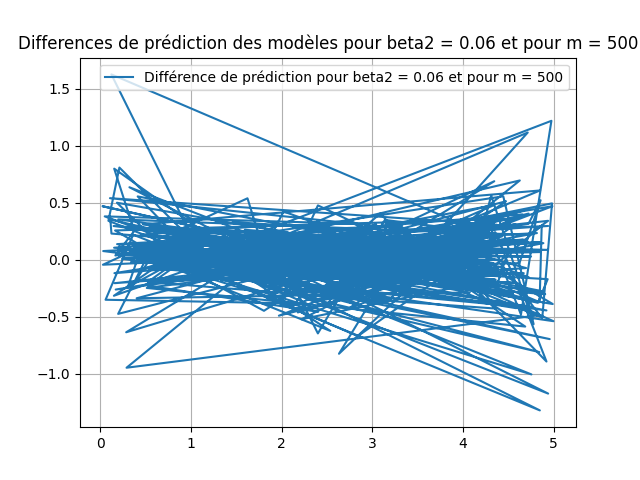 Differences de prédiction des modèles pour beta2 = 0.06 et pour m = 500
Différence de prédiction pour beta2 = 0.06 et pour m = 500
1.5
1.0
0.5
0.0
−0.5
−1.0
0 1 2 3 4 5